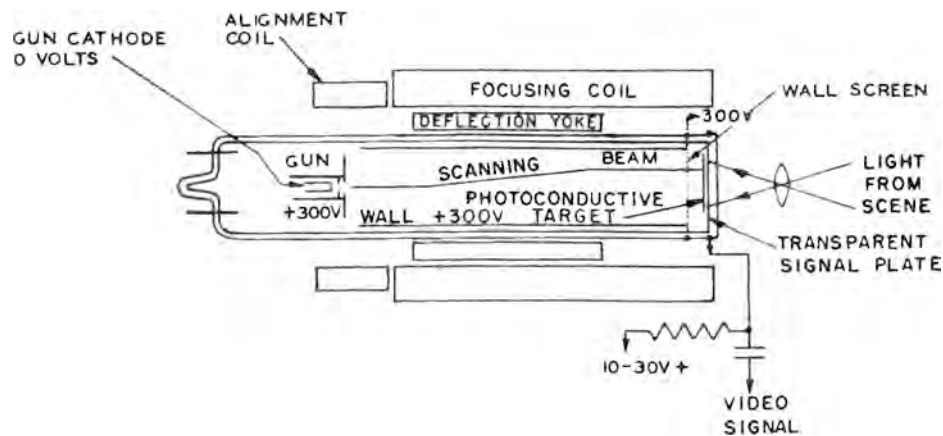 ALIGNMENT
COIL
GUN CATHODE
0 VOLTS
FOCUSING COIL
WALL SCREEN
300V
DEFLECTION YOKE
GUN
SCANNING
BEAM
LIGHT
FROM
SCENE
PHOTOCONDUCTIVE
TARGET
+300V
WALL +300V
TRANSPARENT
SIGNAL PLATE
10-30V+
VIDEO
SIGNAL